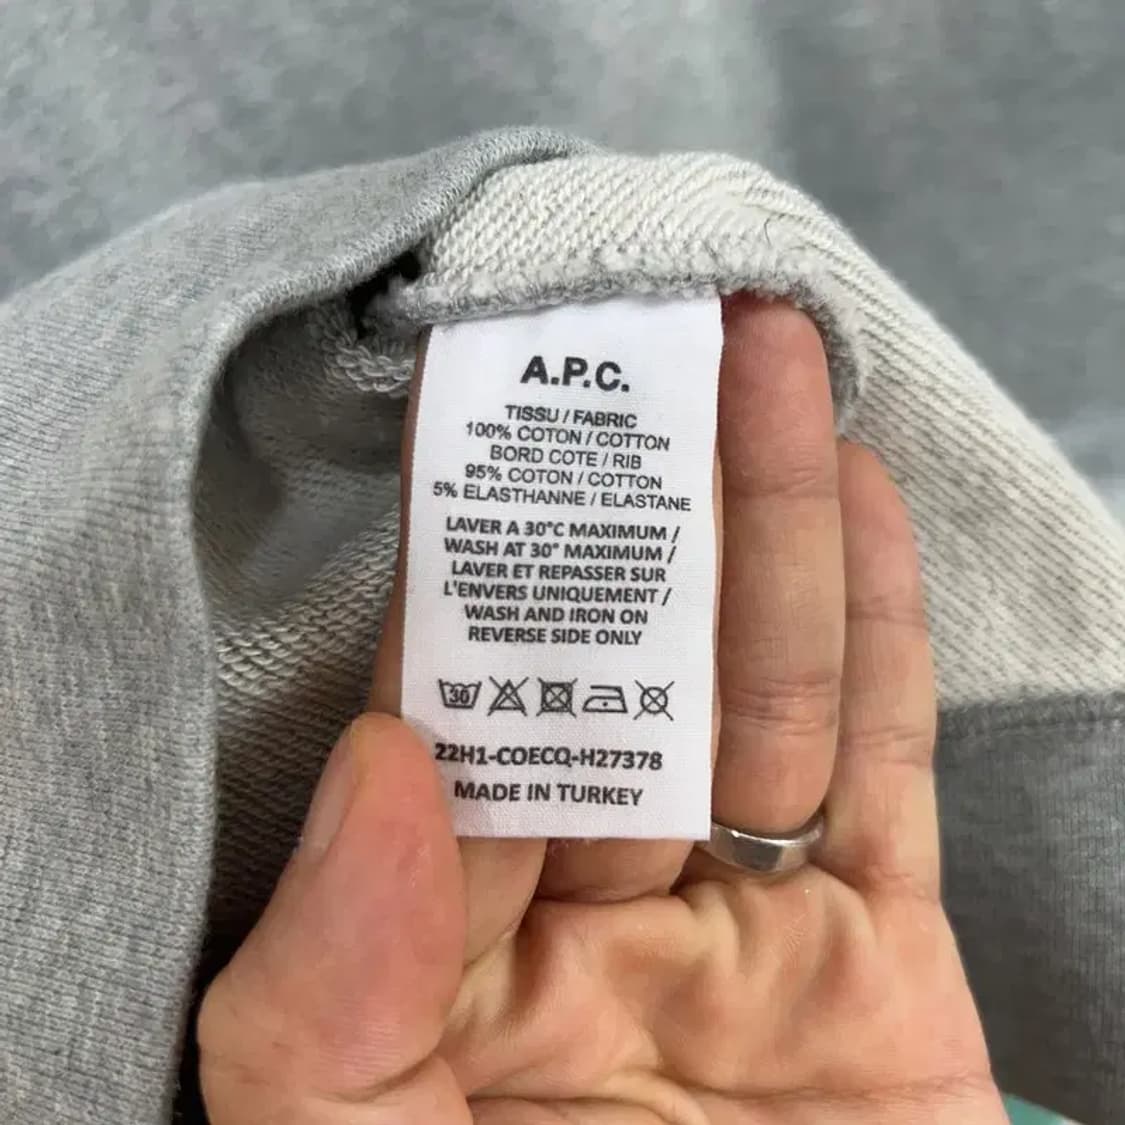 A.P.C.
TISSU / FABRIC
100% COTON / COTTON
BORD COTE / RIB
95% COTON / COTTON
5% ELASTHANNE / ELASTANE
LAVER A 30°C MAXIMUM /
WASH AT 30° MAXIMUM /
LAVER ET REPASSER SUR
L'ENVERS UNIQUEMENT /
WASH AND IRON ON
REVERSE SIDE ONLY
30
22H1-COECQ-H27378
MADE IN TURKEY